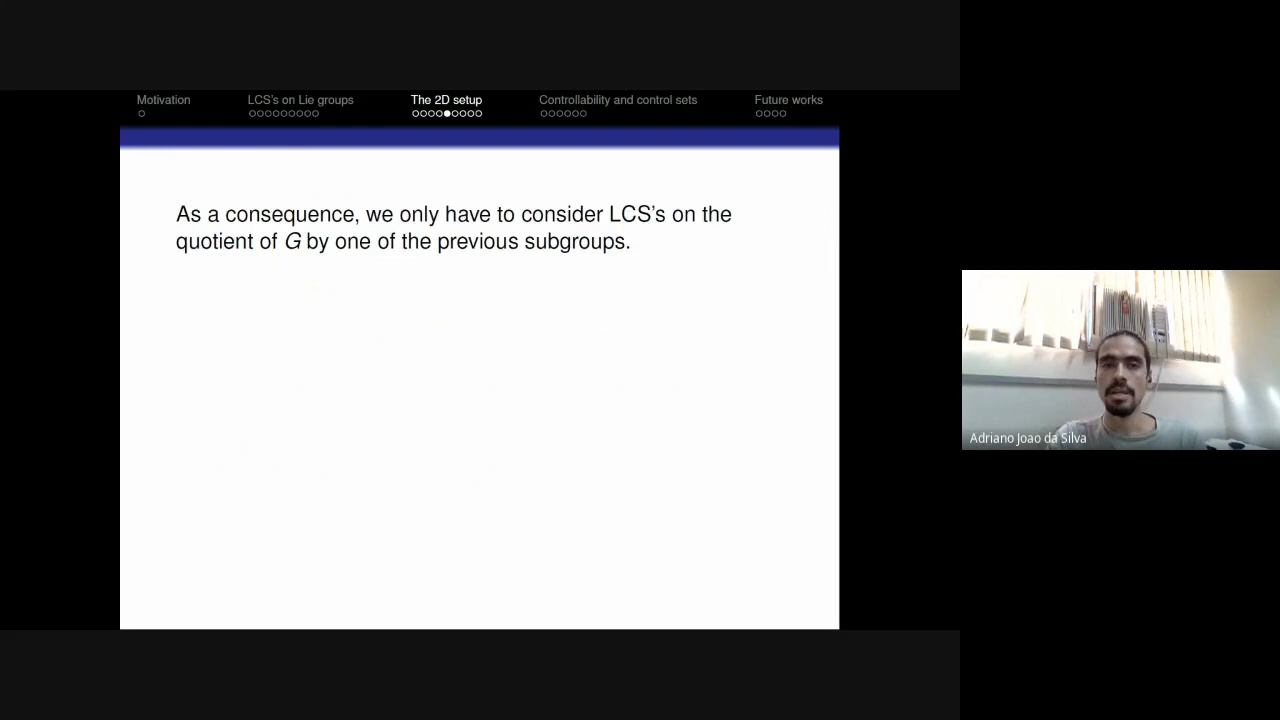 Motivation
LCS's on Lie groups
The 2D setup
Controllability and control sets
Future works
As a consequence, we only have to consider LCS's on the
quotient of G by one of the previous subgroups.
Adriano Joao da Silva